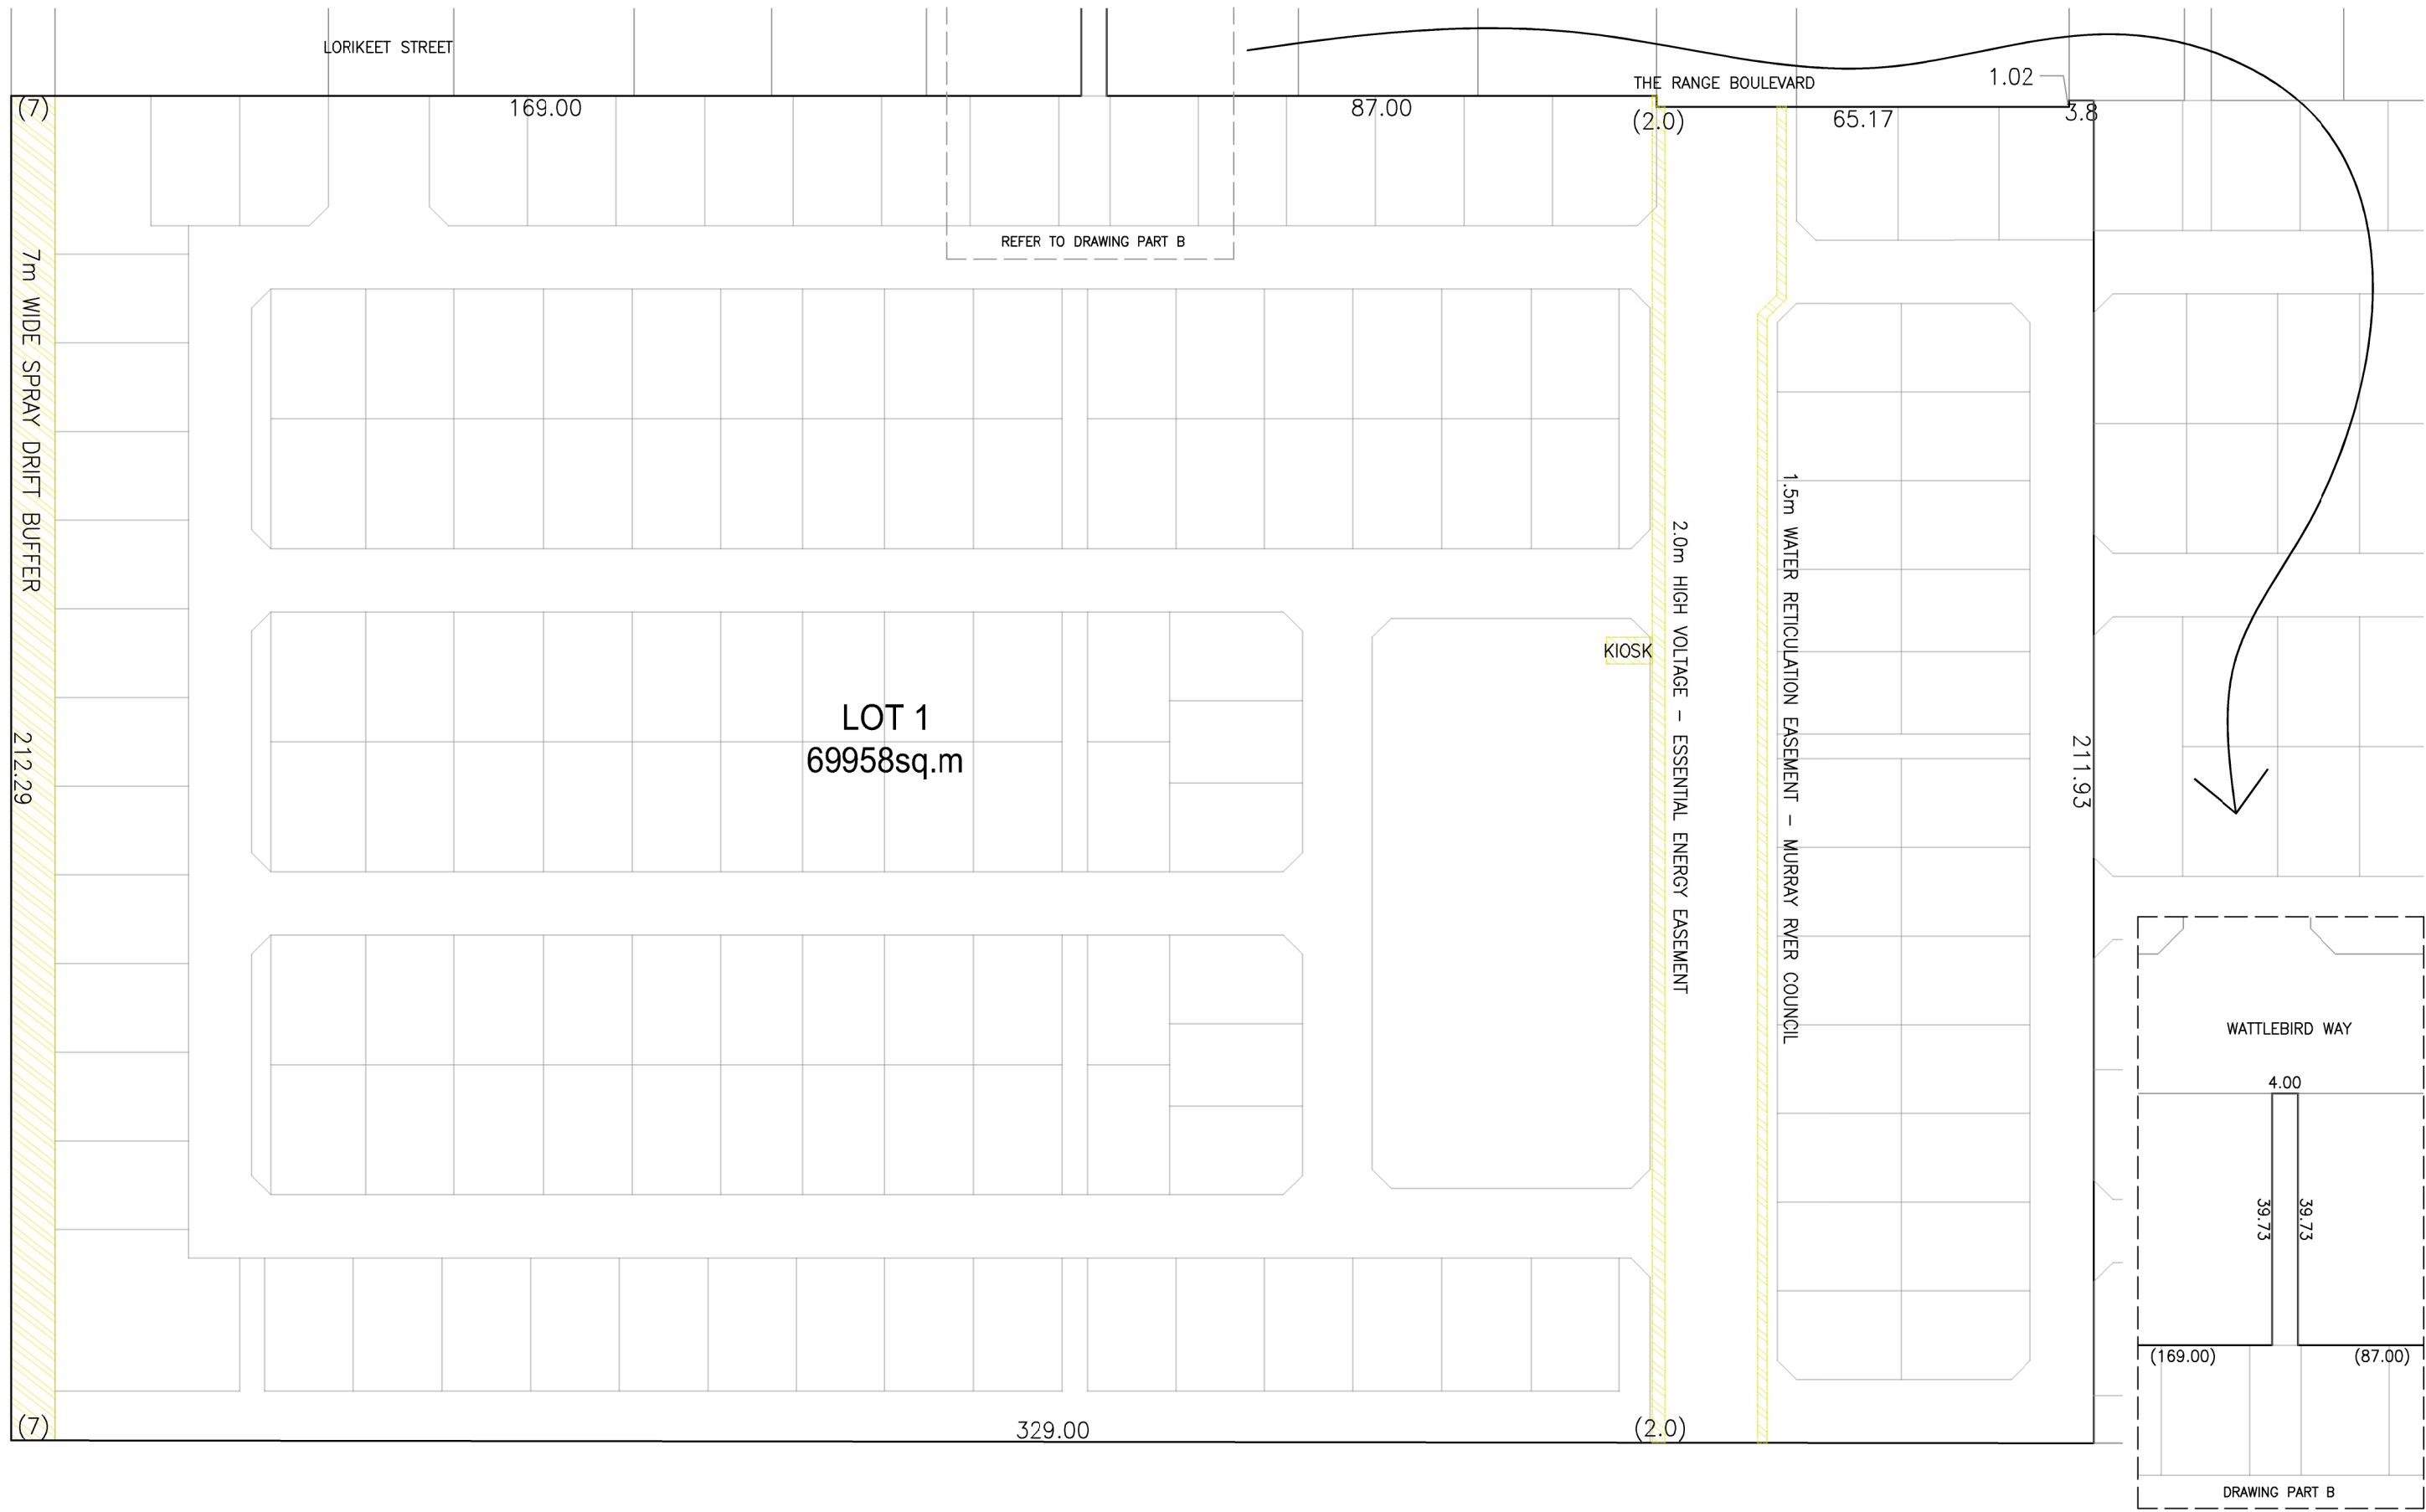 LORIKEET STREET
THE RANGE BOULEVARD
1.02
(7)
169.00
87.00
(2.0)
65.17
3.8
REFER TO DRAWING PART B
7m WIDE SPRAY DRIFT BUFFER
212.29
LOT 1
69958sq.m
KIOSK
2.0m HIGH VOLTAGE - ESSENTIAL ENERGY EASEMENT
1.5m WATER RETICULATION EASEMENT - MURRAY RVER COUNCIL
211.93
(7)
329.00
(2.0)
WATTLEBIRD WAY
4.00
39.73
39.73
(169.00)
(87.00)
DRAWING PART B